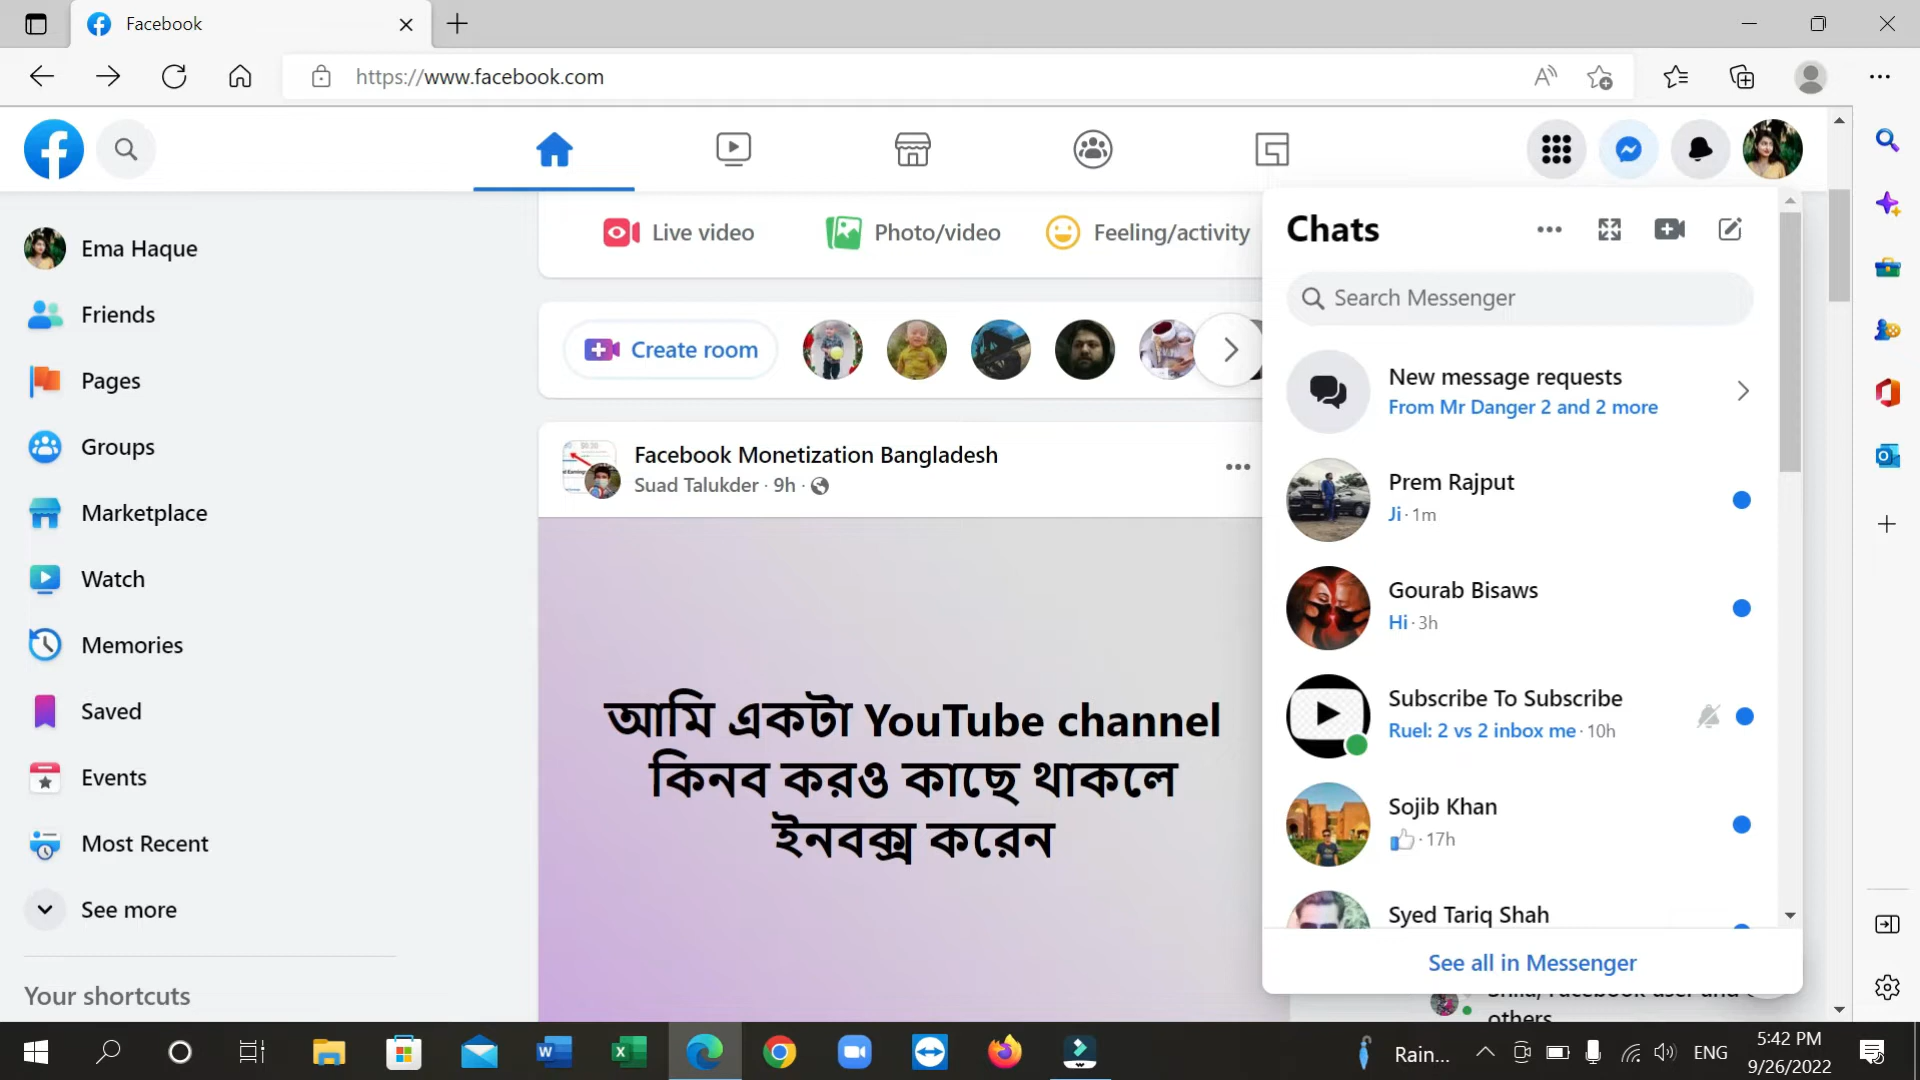 Facebook
https://www.facebook.com
Ema Haque
Friends
Pages
Groups
Marketplace
Watch
Memories
Saved
Events
Most Recent
See more
Your shortcuts
Live video
Photo/video
Feeling/activity
Create room
Facebook Monetization Bangladesh
Suad Talukder · 9h ·
আমি একটা YouTube channel
কিনব করও কাছে থাকলে
ইনবক্স করেন
Chats
Search Messenger
New message requests
From Mr Danger 2 and 2 more
Prem Rajput
Ji · 1m
Gourab Bisaws
Hi · 3h
Subscribe To Subscribe
Ruel: 2 vs 2 inbox me · 10h
Sojib Khan
· 17h
Syed Tariq Shah
See all in Messenger
others
Rain...
ENG
5:42 PM
9/26/2022